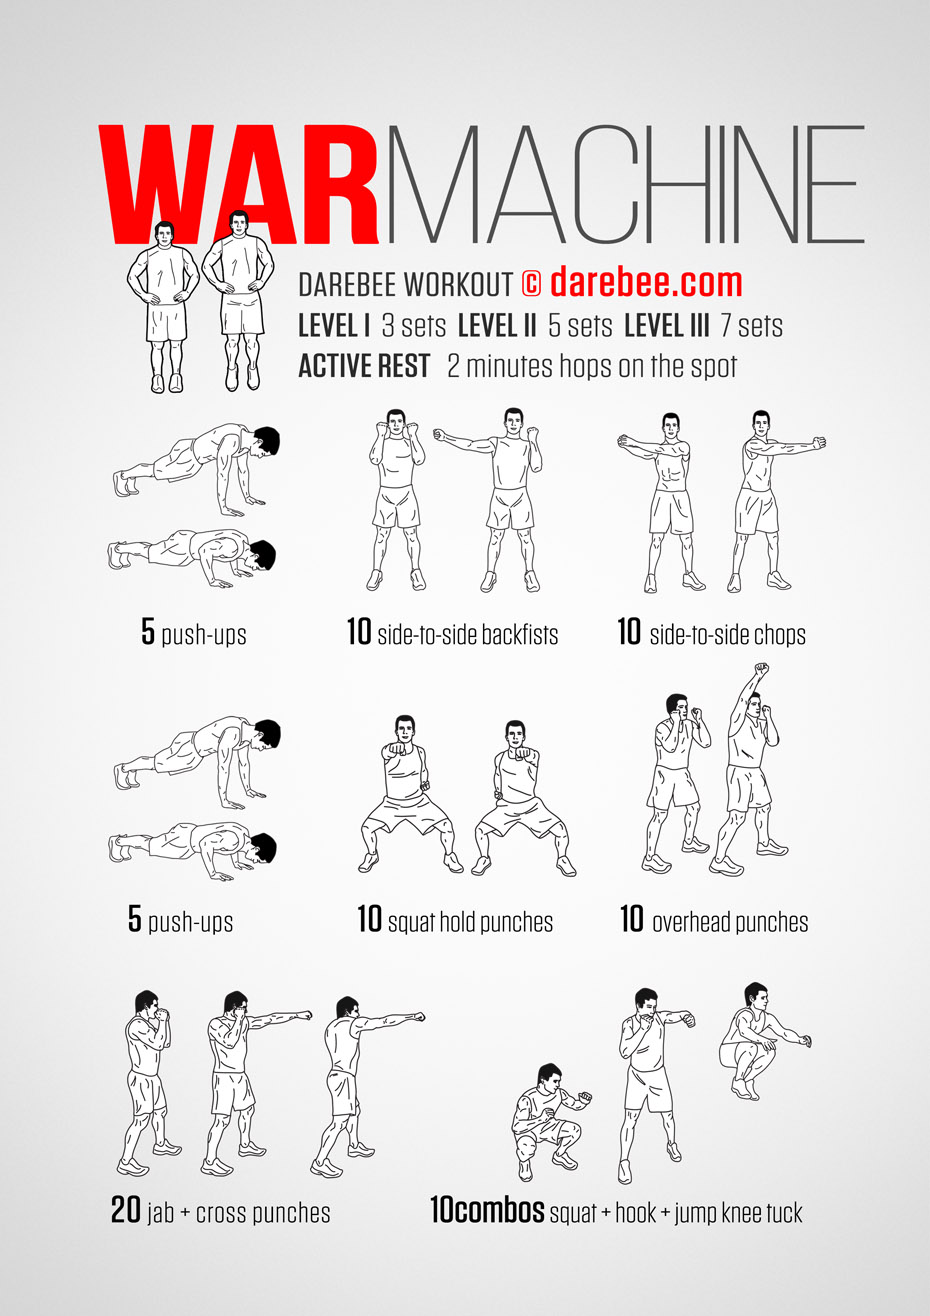 WARMACHINE
DAREBEE WORKOUT © darebee.com
LEVEL I 3 sets LEVEL II 5 sets LEVEL III 7 sets
ACTIVE REST 2 minutes hops on the spot
5 push-ups
10 side-to-side backfists
10 side-to-side chops
5 push-ups
10 squat hold punches
10 overhead punches
20 jab + cross punches
10combos squat + hook + jump knee tuck